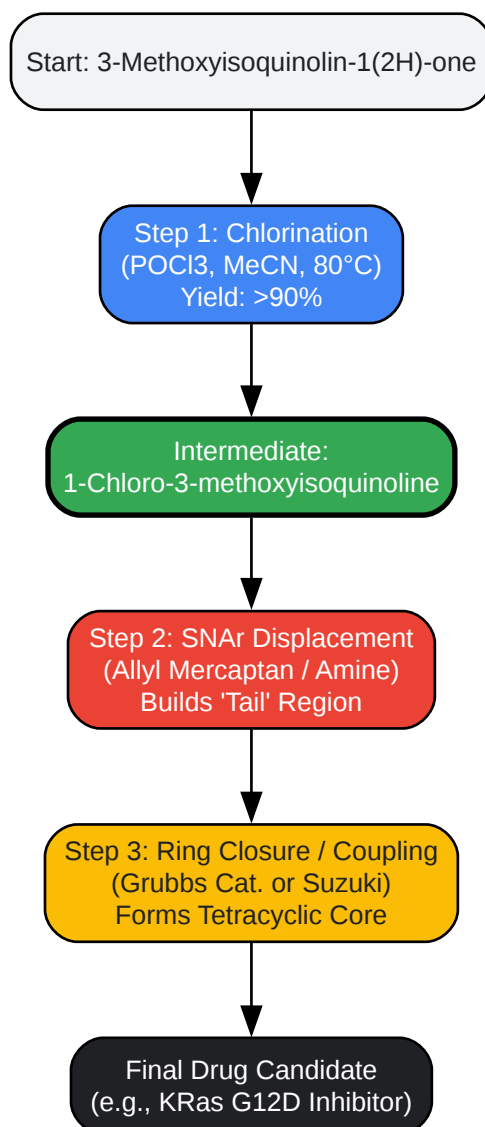 Start: 3-Methoxyisoquinolin-1(2H)-one
Step 1: Chlorination
(POCl3, MeCN, 80°C)
Yield: >90%
Intermediate:
1-Chloro-3-methoxyisoquinoline
Step 2: SNAr Displacement
(Allyl Mercaptan / Amine)
Builds 'Tail' Region
Step 3: Ring Closure / Coupling
(Grubbs Cat. or Suzuki)
Forms Tetracyclic Core
Final Drug Candidate
(e.g., KRas G12D Inhibitor)